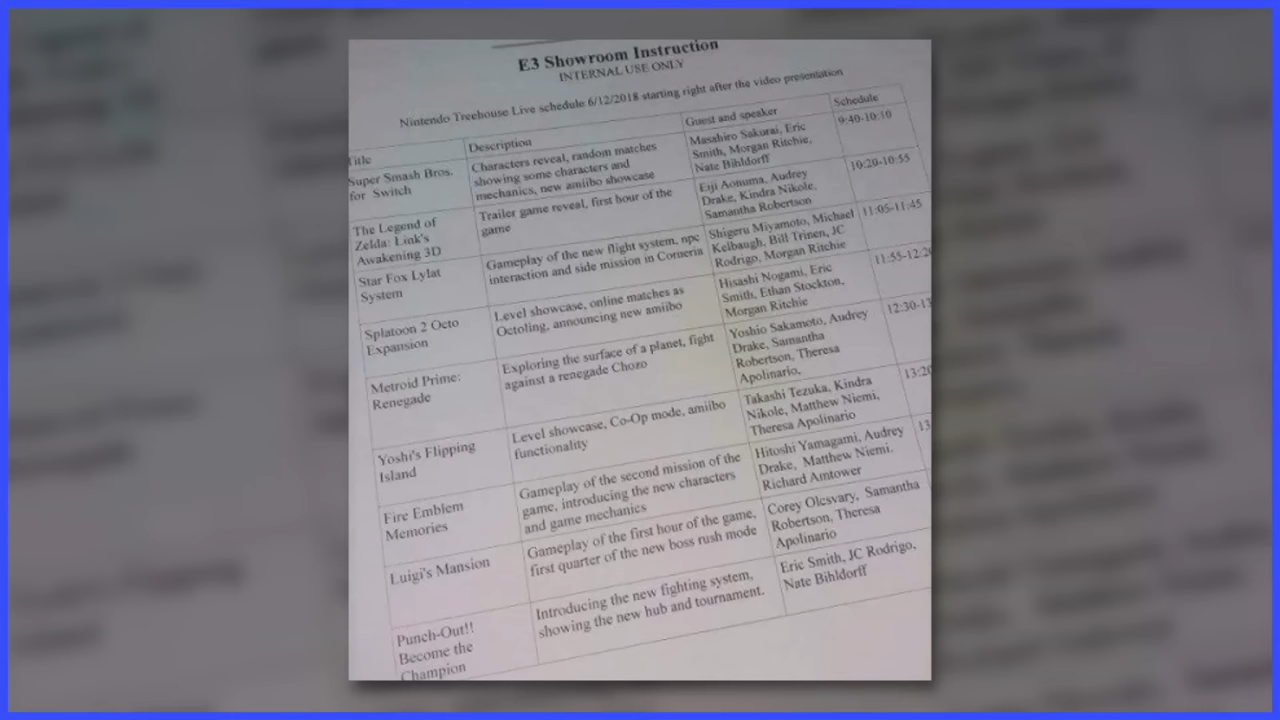 E3 Showroom Instruction
INTERNAL USE ONLY
Nintendo Treehouse Live schedule 6/12/2018 starting right after the video presentation
Title
Description
Guest and speaker
Schedule
Super Smash Bros.
for Switch
Characters reveal, random matches
showing some characters and
mechanics, new amiibo showcase
Masahiro Sakurai, Eric
Smith, Morgan Ritchie,
Nate Bihldorff
9:40-10:10
The Legend of
Zelda: Link's
Awakening 3D
Trailer game reveal, first hour of the
game
Eiji Aonuma, Audrey
Drake, Kindra Nikole,
Samantha Robertson
10:20-10:55
Star Fox Lylat
System
Gameplay of the new flight system, npc
interaction and side mission in Corneria
Shigeru Miyamoto, Michael
Kelbaugh, Bill Trinen, JC
Rodrigo, Morgan Ritchie
11:05-11:45
Splatoon 2 Octo
Expansion
Level showcase, online matches as
Octoling, announcing new amiibo
Hisashi Nogami, Eric
Smith, Ethan Stockton,
Morgan Ritchie
11:55-12:2
Metroid Prime:
Renegade
Exploring the surface of a planet, fight
against a renegade Chozo
Yoshio Sakamoto, Audrey
Drake, Samantha
Robertson, Theresa
Apolinario,
12:30-13
Yoshi's Flipping
Island
Level showcase, Co-Op mode, amiibo
functionality
Takashi Tezuka, Kindra
Nikole, Matthew Niemi,
Theresa Apolinario
13:20
Fire Emblem
Memories
Gameplay of the second mission of the
game, introducing the new characters
and game mechanics
Hitoshi Yamagami, Audrey
Drake, Matthew Niemi.
Richard Amtower
13
Luigi's Mansion
Gameplay of the first hour of the game,
first quarter of the new boss rush mode
Corey Olcsvary, Samantha
Robertson, Theresa
Apolinario
Punch-Out!!
Become the
Champion
Introducing the new fighting system,
showing the new hub and tournament.
Eric Smith, JC Rodrigo,
Nate Bihldorff